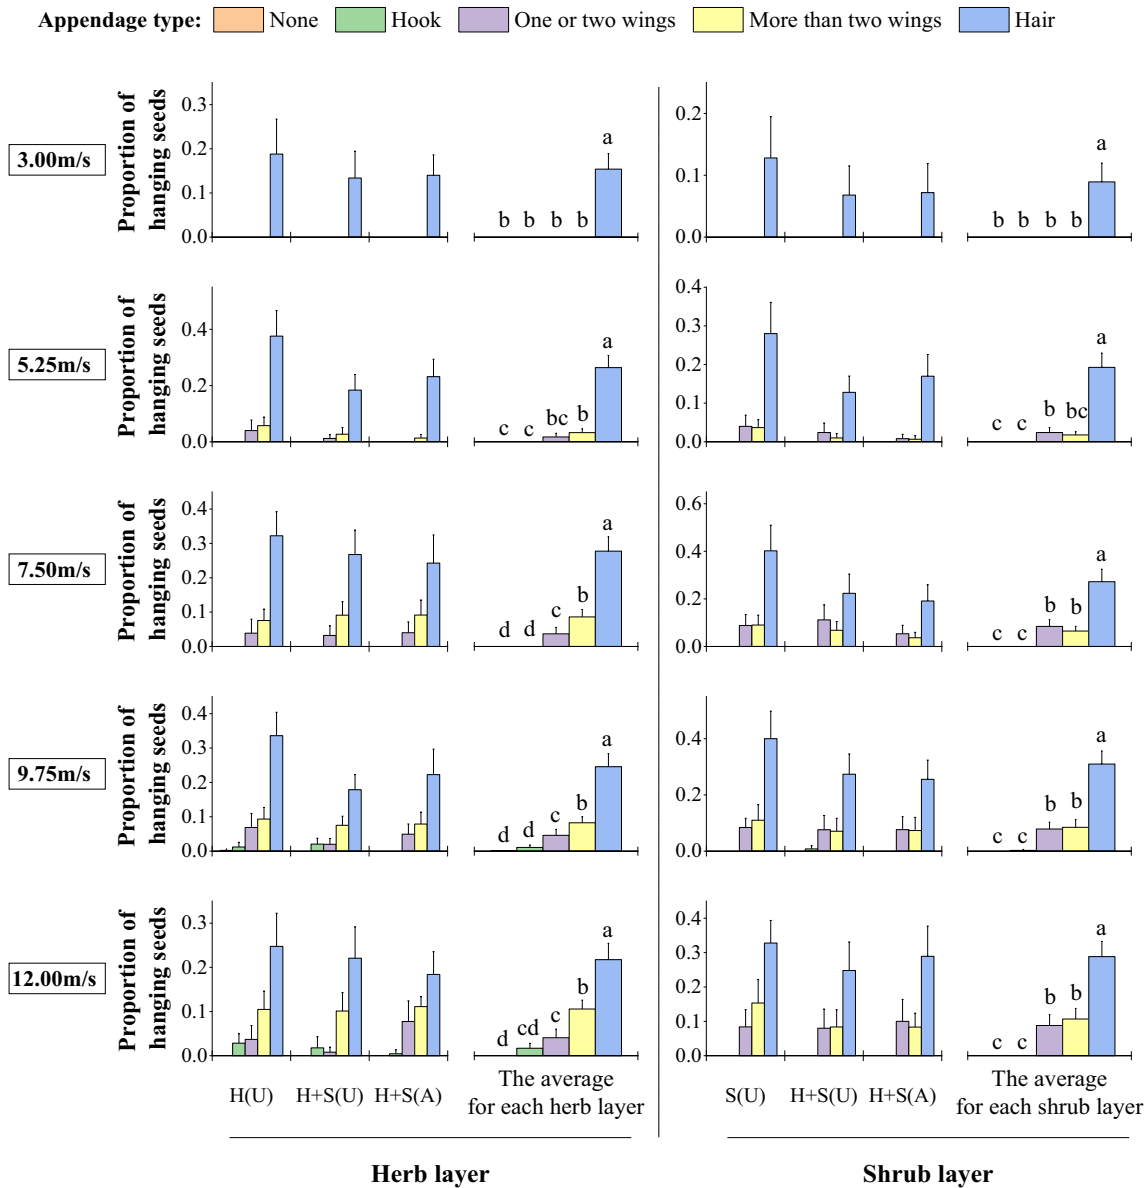 Appendage type: None Hook One or two wings More than two wings Hair
3.00m/s
Proportion of
hanging seeds
0.3
0.2
0.1
0.0
b b b b a
0.2
0.1
0.0
b b b b a
5.25m/s
Proportion of
hanging seeds
0.4
0.2
0.0
c c bc b a
0.4
0.3
0.2
0.1
0.0
c c b bc a
7.50m/s
Proportion of
hanging seeds
0.4
0.3
0.2
0.1
0.0
d d c b a
0.6
0.4
0.2
0.0
c c b b a
9.75m/s
Proportion of
hanging seeds
0.4
0.3
0.2
0.1
0.0
d d c b a
0.4
0.2
0.0
c c b b a
12.00m/s
Proportion of
hanging seeds
0.3
0.2
0.1
0.0
d cd c b a
0.4
0.3
0.2
0.1
0.0
c c b b a
H(U) H+S(U) H+S(A)
The average
for each herb layer
S(U) H+S(U) H+S(A)
The average
for each shrub layer
Herb layer
Shrub layer